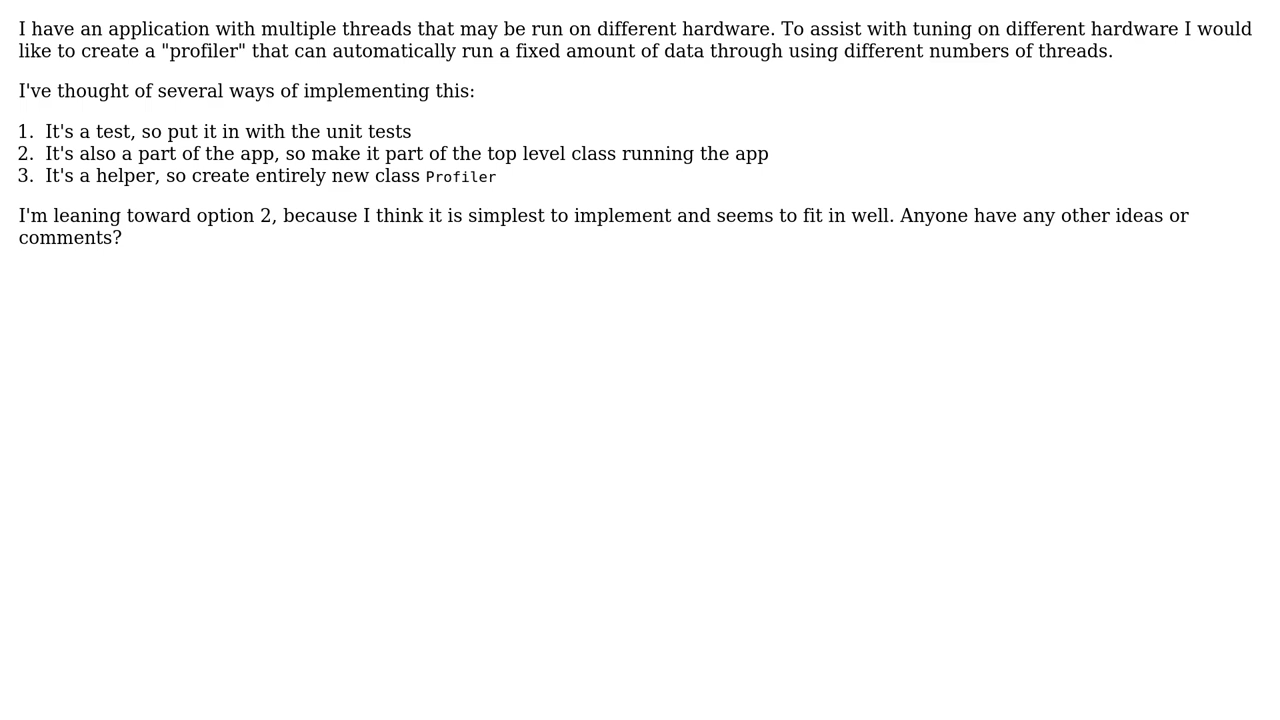 I have an application with multiple threads that may be run on different hardware. To assist with tuning on different hardware I would
like to create a "profiler" that can automatically run a fixed amount of data through using different numbers of threads.
I've thought of several ways of implementing this:
1. It's a test, so put it in with the unit tests
2. It's also a part of the app, so make it part of the top level class running the app
3. It's a helper, so create entirely new class Profiler
I'm leaning toward option 2, because I think it is simplest to implement and seems to fit in well. Anyone have any other ideas or
comments?